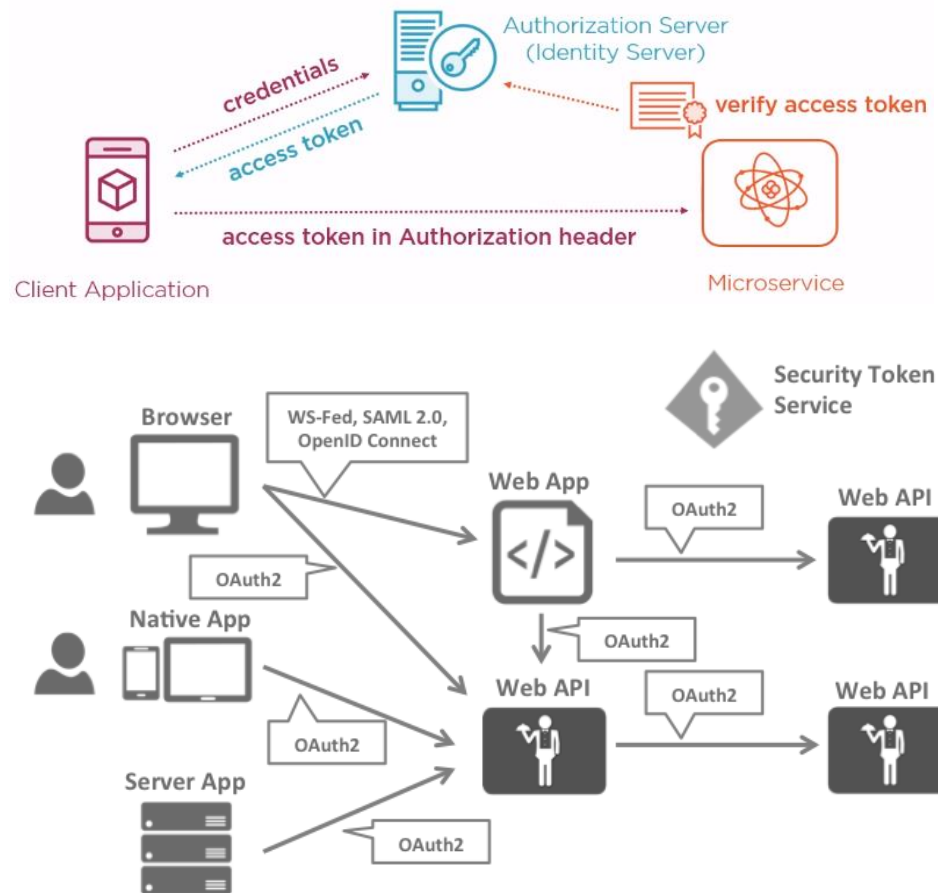 Authorization Server
(Identity Server)
credentials
access token
verify access token
access token in Authorization header
Client Application
Microservice
Security Token
Service
Browser
WS-Fed, SAML 2.0,
OpenID Connect
Web App
OAuth2
Web API
OAuth2
Native App
OAuth2
Web API
OAuth2
Web API
OAuth2
Server App
OAuth2